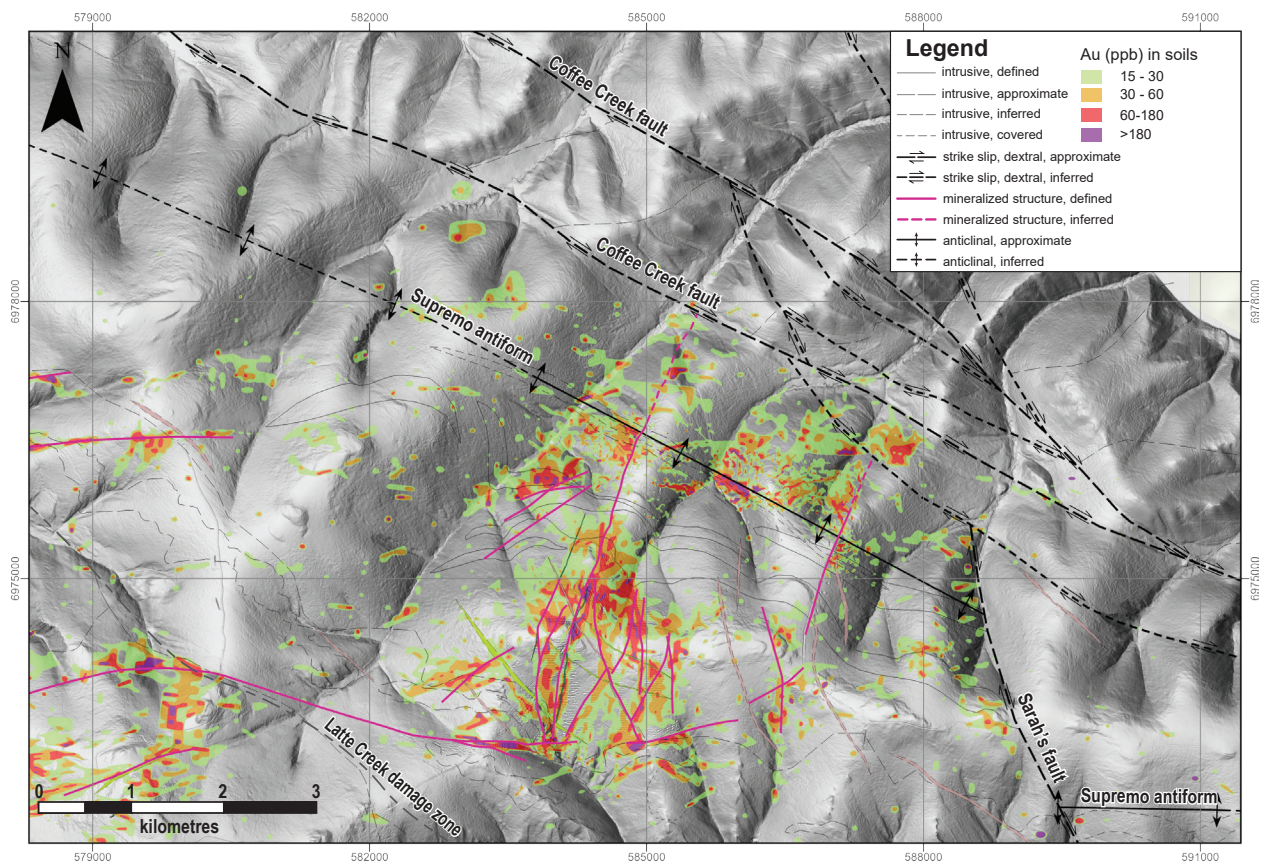 579000
582000
585000
588000
591000
N
Legend
intrusive, defined
intrusive, approximate
intrusive, inferred
intrusive, covered
strike slip, dextral, approximate
strike slip, dextral, inferred
mineralized structure, defined
mineralized structure, inferred
anticlinal, approximate
anticlinal, inferred
Au (ppb) in soils
15 - 30
30 - 60
60-180
>180
Coffee Creek fault
Coffee Creek fault
Supremo antiform
6978000
6978000
6975000
6975000
Sarah's fault
Latte Creek damage zone
Supremo antiform
0
1
2
3
kilometres
579000
582000
585000
588000
591000